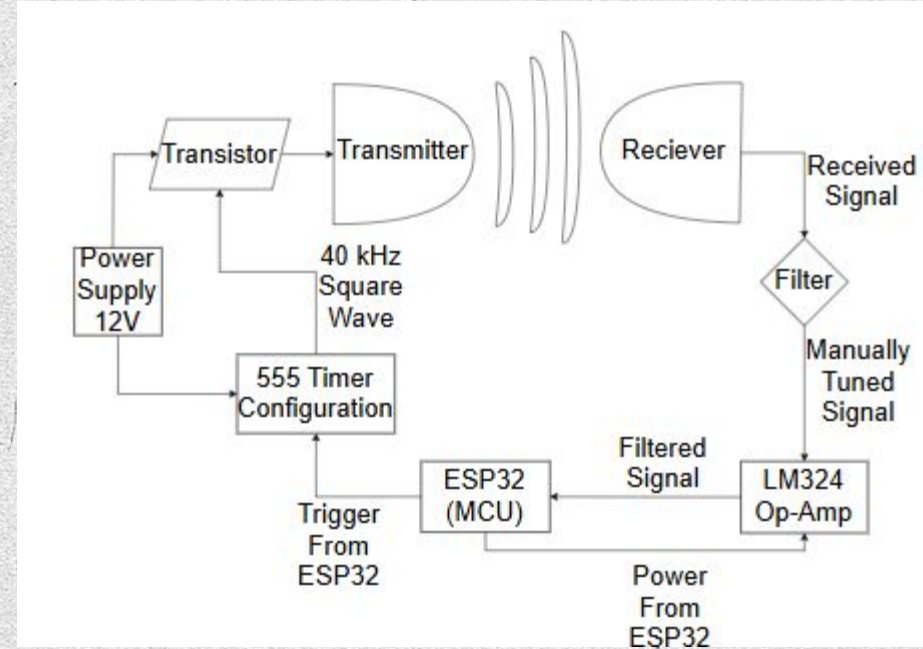 Transistor
Transmitter
Reciever
Received
Signal
Power
Supply
12V
40 kHz
Square
Wave
Filter
Manually
Tuned
Signal
555 Timer
Configuration
Filtered
Signal
ESP32
(MCU)
LM324
Op-Amp
Trigger
From
ESP32
Power
From
ESP32